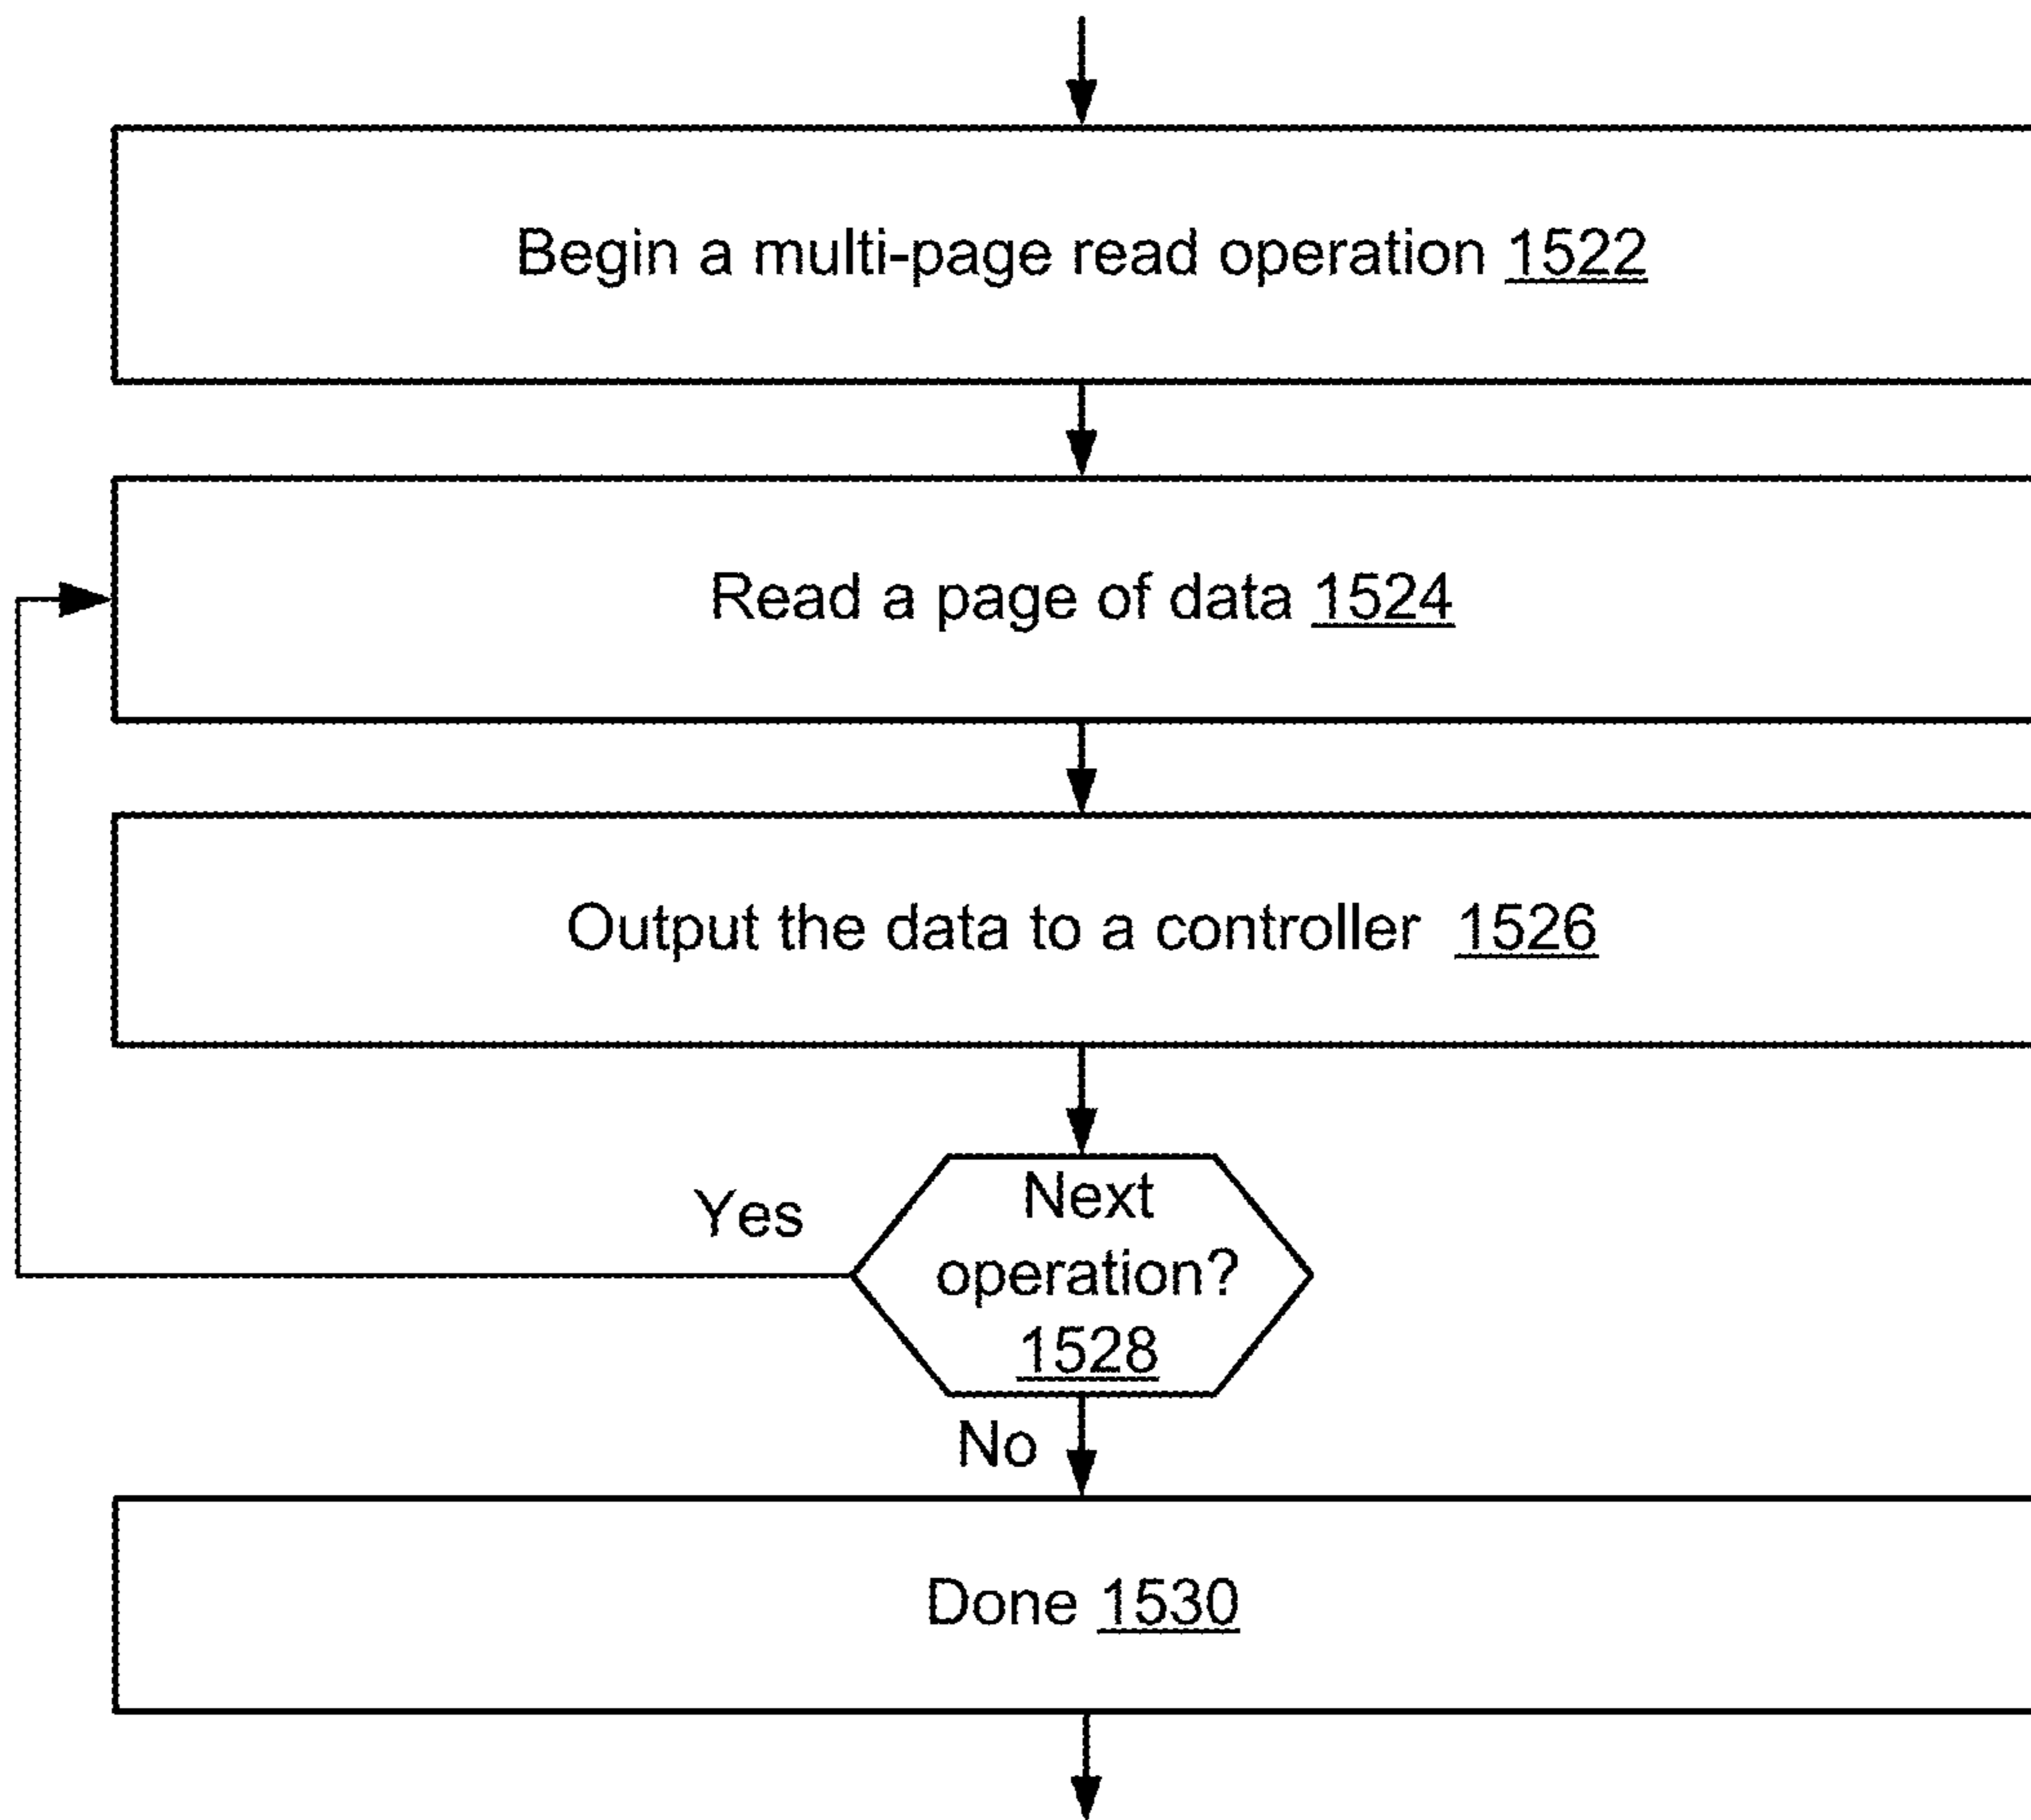 Begin a multi-page read operation 1522
Read a page of data 1524
Output the data to a controller 1526
Yes
Next
operation?
1528
No
Done 1530